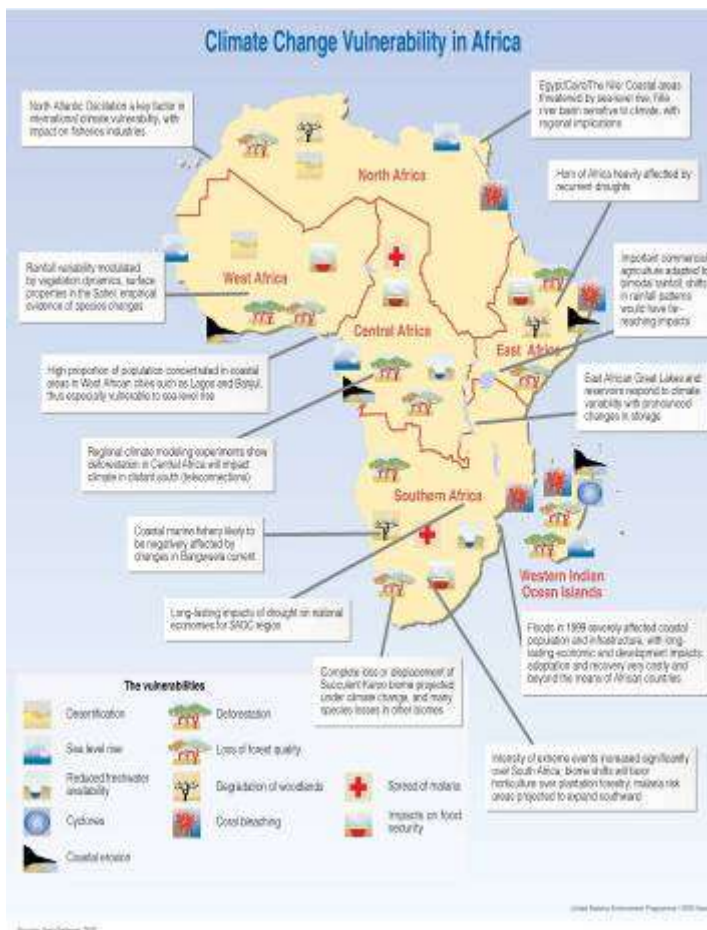 Climate Change Vulnerability in Africa
North Atlantic Oscillation a key factor in
international climate vulnerability, with
impact on fisheries industries
Egypt/Cairo/The Nile: Coastal areas
threatened by sea-level rise, Nile
river basin sensitive to climate, with
regional implications
North Africa
Horn of Africa heavily affected by
recurrent droughts
Rainfall variability modulated
by vegetation dynamics, surface
properties in the Sahel; empirical
evidence of species changes
West Africa
Important commercial
agriculture adapted to
bimodal rainfall; shifts
in rainfall patterns
would have far-
reaching impacts
Central Africa
East Africa
High proportion of population concentrated in coastal
areas in West African cities such as Lagos and Banjul,
thus especially vulnerable to sea level rise
East African Great Lakes and
reservoirs respond to climate
variability with pronounced
changes in storage
Regional climate modeling experiments show
deforestation in Central Africa will impact
climate in distant south (teleconnections)
Southern Africa
Coastal marine fishery likely to
be negatively affected by
changes in current
Western Indian
Ocean Islands
Long-lasting impacts of drought on national
economies for SADC region
Floods in 1999 severely affected coastal
population and infrastructure, with long-
lasting economic and development impacts;
adaptation and recovery very costly and
beyond the means of African countries
Complete loss or displacement of
Succulent Karoo biome projected
under climate change, and many
species losses in other biomes
Intensity of extreme events increased significantly
over South Africa; biome shifts will favor
horticulture over plantation forestry; malaria risk
areas projected to expand southward
The vulnerabilities
Desertification
Sea level rise
Reduced freshwater
availability
Cyclones
Coastal erosion
Deforestation
Loss of forest quality
Degradation of woodlands
Coral bleaching
Spread of malaria
Impacts on food
security